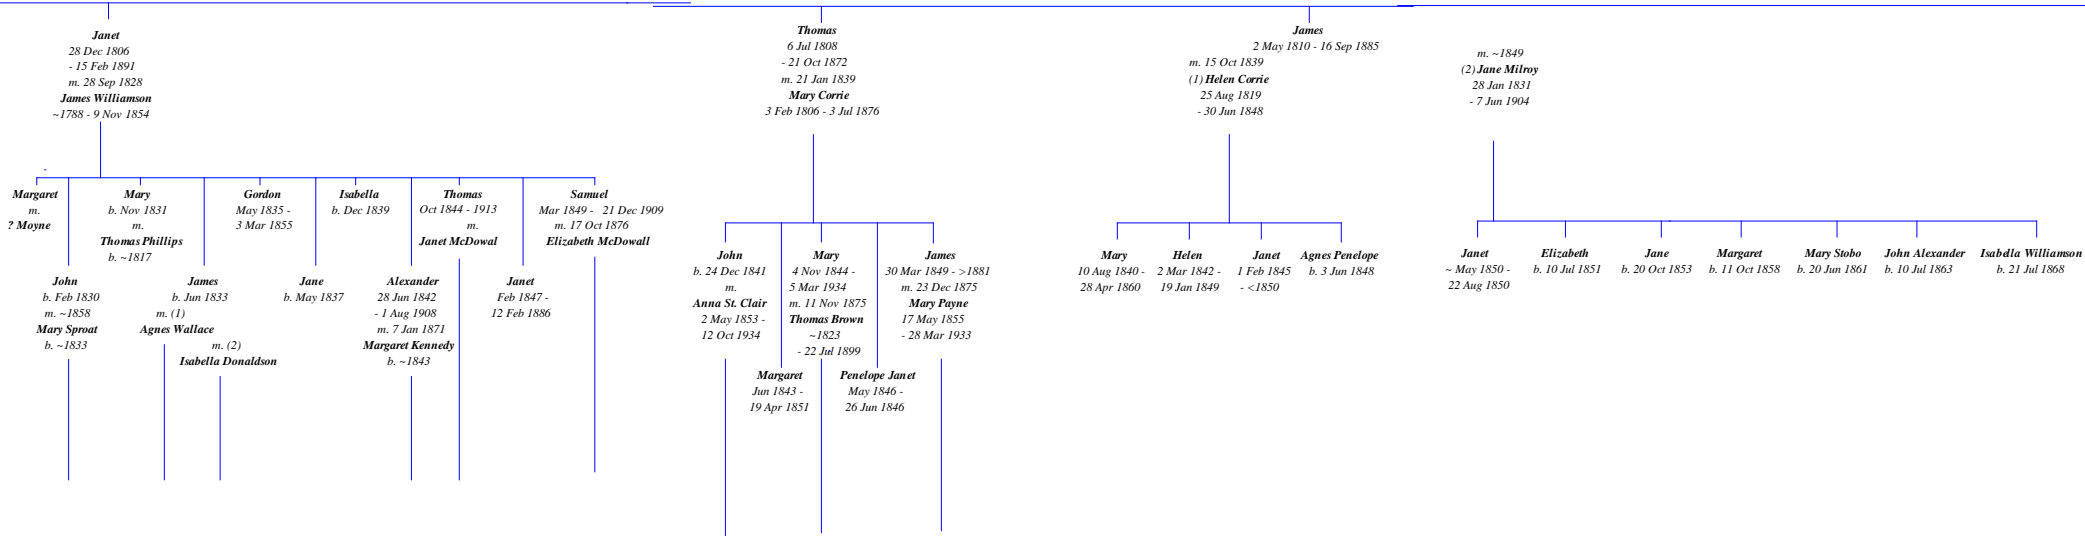 Janet
28 Dec 1806
- 15 Feb 1891
m. 28 Sep 1828
James Williamson
~1788 - 9 Nov 1854
Thomas
6 Jul 1808
- 21 Oct 1872
m. 21 Jan 1839
Mary Corrie
3 Feb 1806 - 3 Jul 1876
James
2 May 1810 - 16 Sep 1885
m. 15 Oct 1839
(1) Helen Corrie
25 Aug 1819
- 30 Jun 1848
m. ~1849
(2) Jane Milroy
28 Jan 1831
- 7 Jun 1904
Margaret
m.
? Moyne
Mary
b. Nov 1831
m.
Thomas Phillips
b. ~1817
Gordon
May 1835 -
3 Mar 1855
Isabella
b. Dec 1839
Thomas
Oct 1844 - 1913
m.
Janet McDowal
Samuel
Mar 1849 - 21 Dec 1909
m. 17 Oct 1876
Elizabeth McDowall
John
b. Feb 1830
m. ~1858
Mary Sproat
b. ~1833
James
b. Jun 1833
m. (1)
Agnes Wallace
m. (2)
Isabella Donaldson
Jane
b. May 1837
Alexander
28 Jun 1842
- 1 Aug 1908
m. 7 Jan 1871
Margaret Kennedy
b. ~1843
Janet
Feb 1847 -
12 Feb 1886
John
b. 24 Dec 1841
m.
Anna St. Clair
2 May 1853 -
12 Oct 1934
Mary
4 Nov 1844 -
5 Mar 1934
m. 11 Nov 1875
Thomas Brown
~1823
- 22 Jul 1899
James
30 Mar 1849 - >1881
m. 23 Dec 1875
Mary Payne
17 May 1855
- 28 Mar 1933
Margaret
Jun 1843 -
19 Apr 1851
Penelope Janet
May 1846 -
26 Jun 1846
Mary
10 Aug 1840 -
28 Apr 1860
Helen
2 Mar 1842 -
19 Jan 1849
Janet
1 Feb 1845
- <1850
Agnes Penelope
b. 3 Jun 1848
Janet
~ May 1850 -
22 Aug 1850
Elizabeth
b. 10 Jul 1851
Jane
b. 20 Oct 1853
Margaret
b. 11 Oct 1858
Mary Stobo
b. 20 Jun 1861
John Alexander
b. 10 Jul 1863
Isabella Williamson
b. 21 Jul 1868